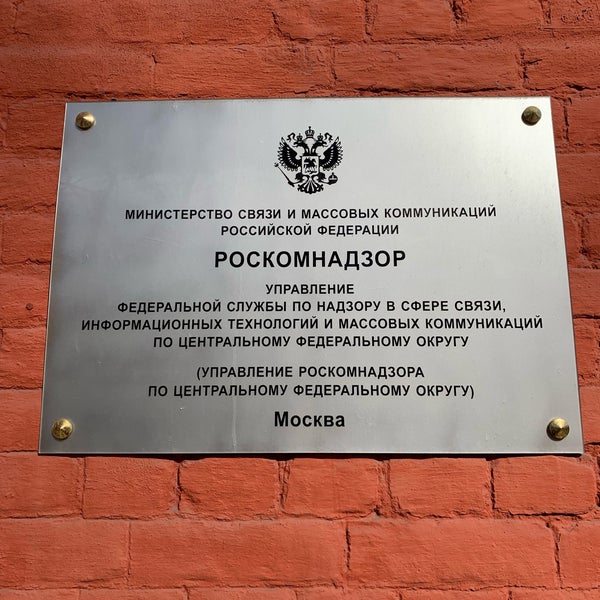 МИНИСТЕРСТВО СВЯЗИ И МАССОВЫХ КОММУНИКАЦИЙ
РОССИЙСКОЙ ФЕДЕРАЦИИ
РОСКОМНАДЗОР
УПРАВЛЕНИЕ
ФЕДЕРАЛЬНОЙ СЛУЖБЫ ПО НАДЗОРУ В СФЕРЕ СВЯЗИ,
ИНФОРМАЦИОННЫХ ТЕХНОЛОГИЙ И МАССОВЫХ КОММУНИКАЦИЙ
ПО ЦЕНТРАЛЬНОМУ ФЕДЕРАЛЬНОМУ ОКРУГУ
(УПРАВЛЕНИЕ РОСКОМНАДЗОРА
ПО ЦЕНТРАЛЬНОМУ ФЕДЕРАЛЬНОМУ ОКРУГУ)
Москва